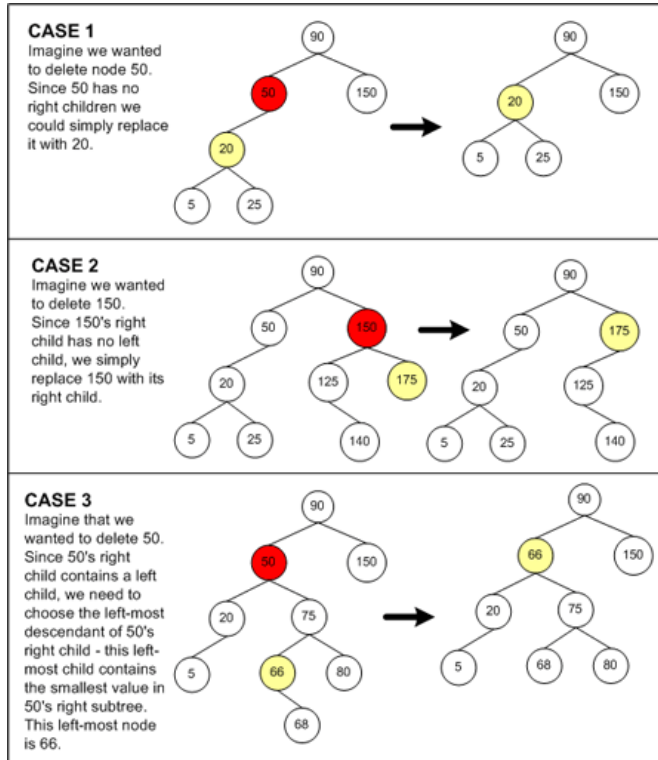 CASE 1
Imagine we wanted
to delete node 50.
Since 50 has no
right children we
could simply replace
it with 20.
90
50
150
20
5
25
90
20
150
5
25
CASE 2
Imagine we wanted
to delete 150.
Since 150's right
child has no left
child, we simply
replace 150 with its
right child.
90
50
150
20
125
175
5
25
140
90
50
175
20
125
5
25
140
CASE 3
Imagine that we
wanted to delete 50.
Since 50's right
child contains a left
child, we need to
choose the left-most
descendant of 50's
right child - this left-
most child contains
the smallest value in
50's right subtree.
This left-most node
is 66.
90
50
150
20
75
5
66
80
68
90
66
150
20
75
5
68
80